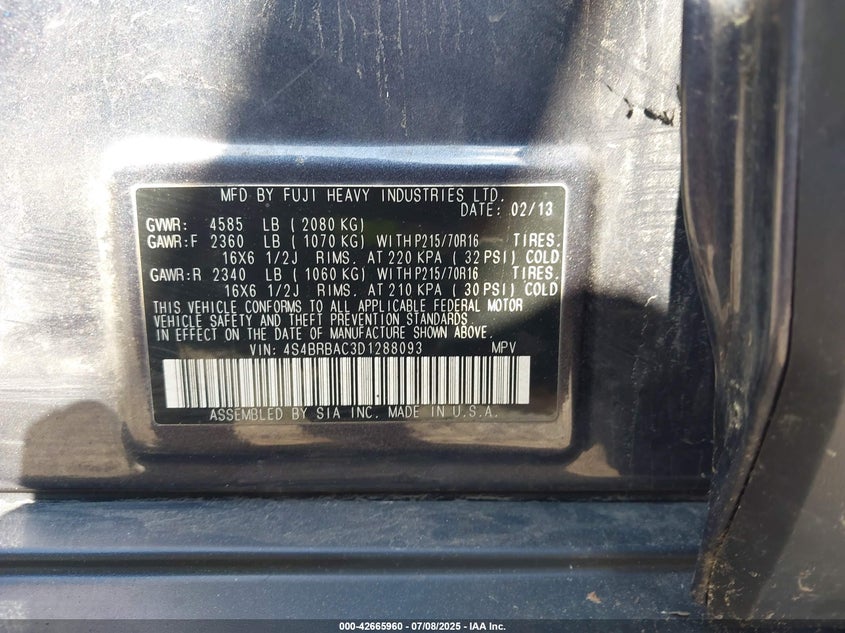 MFD BY FUJI HEAVY INDUSTRIES LTD.
DATE: 02/13
GVWR: 4585 LB ( 2080 KG)
GAWR:F 2360 LB ( 1070 KG) WITH P215/70R16 TIRES.
16X6 1/2J RIMS. AT 220 KPA ( 32 PSI) COLD
GAWR:R 2340 LB ( 1060 KG) WITH P215/70R16 TIRES.
16X6 1/2J RIMS. AT 210 KPA ( 30 PSI) COLD
THIS VEHICLE CONFORMS TO ALL APPLICABLE FEDERAL MOTOR
VEHICLE SAFETY AND THEFT PREVENTION STANDARDS
IN EFFECT ON THE DATE OF MANUFACTURE SHOWN ABOVE.
VIN: 4S4BRBAC3D1288093 MPV
ASSEMBLED BY SIA INC. MADE IN U.S.A.
000-42665960 - 07/08/2025 - IAA Inc.